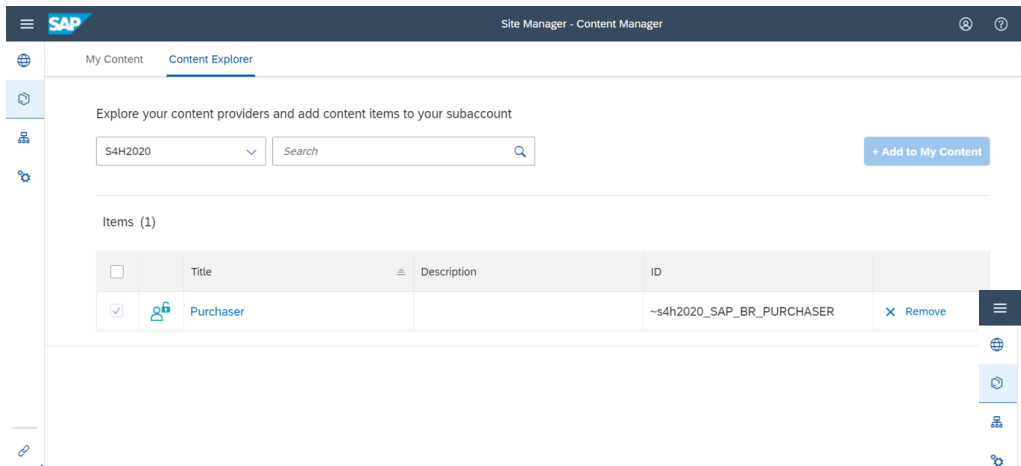 SAP
Site Manager - Content Manager
My Content
Content Explorer
Explore your content providers and add content items to your subaccount
S4H2020
Search
+ Add to My Content
Items (1)
Title
Description
ID
Purchaser
~s4h2020_SAP_BR_PURCHASER
Remove